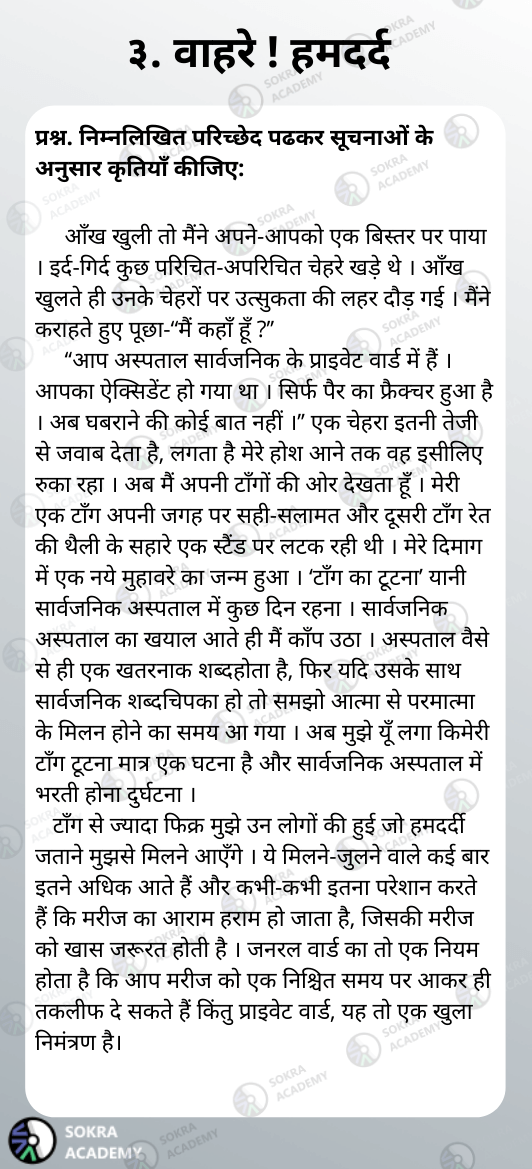 ३. वाहरे ! हमदर्द
प्रश्न. निम्नलिखित परिच्छेद पढकर सूचनाओं के
अनुसार कृतियाँ कीजिए:
आँख खुली तो मैंने अपने-आपको एक बिस्तर पर पाया
। इर्द-गिर्द कुछ परिचित-अपरिचित चेहरे खड़े थे । आँख
खुलते ही उनके चेहरों पर उत्सुकता की लहर दौड़ गई । मैंने
कराहते हुए पूछा-“मैं कहाँ हूँ ?”
“आप अस्पताल सार्वजनिक के प्राइवेट वार्ड में हैं ।
आपका ऐक्सिडेंट हो गया था । सिर्फ पैर का फ्रैक्चर हुआ है
। अब घबराने की कोई बात नहीं ।” एक चेहरा इतनी तेजी
से जवाब देता है, लगता है मेरे होश आने तक वह इसीलिए
रुका रहा । अब मैं अपनी टाँगों की ओर देखता हूँ । मेरी
एक टाँग अपनी जगह पर सही-सलामत और दूसरी टाँग रेत
की थैली के सहारे एक स्टैंड पर लटक रही थी । मेरे दिमाग
में एक नये मुहावरे का जन्म हुआ । ‘टाँग का टूटना’ यानी
सार्वजनिक अस्पताल में कुछ दिन रहना । सार्वजनिक
अस्पताल का खयाल आते ही मैं काँप उठा । अस्पताल वैसे
से ही एक खतरनाक शब्दहोता है, फिर यदि उसके साथ
सार्वजनिक शब्दचिपका हो तो समझो आत्मा से परमात्मा
के मिलन होने का समय आ गया । अब मुझे यूँ लगा किमेरी
टाँग टूटना मात्र एक घटना है और सार्वजनिक अस्पताल में
भरती होना दुर्घटना ।
टाँग से ज्यादा फिक्र मुझे उन लोगों की हुई जो हमदर्दी
जताने मुझसे मिलने आएँगे । ये मिलने-जुलने वाले कई बार
इतने अधिक आते हैं और कभी-कभी इतना परेशान करते
हैं कि मरीज का आराम हराम हो जाता है, जिसकी मरीज
को खास जरूरत होती है । जनरल वार्ड का तो एक नियम
होता है कि आप मरीज को एक निश्चित समय पर आकर ही
तकलीफ दे सकते हैं किंतु प्राइवेट वार्ड, यह तो एक खुला
निमंत्रण है।
SOKRA
ACADEMY